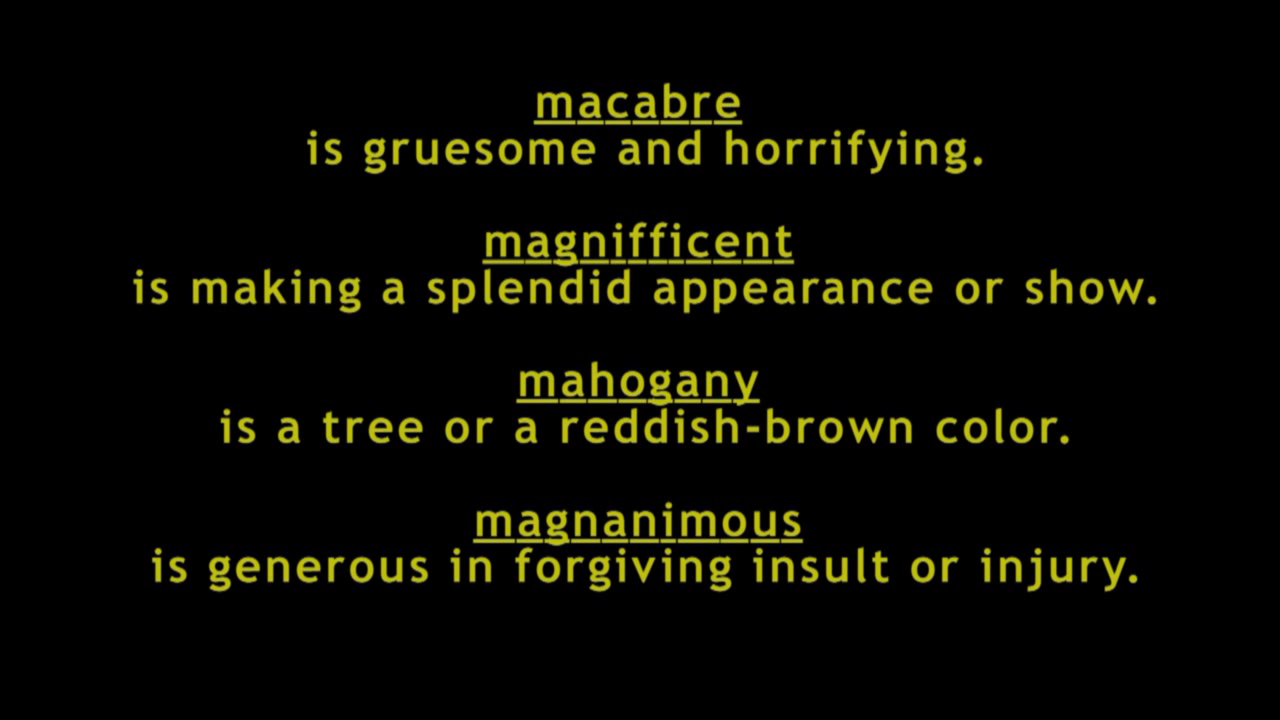 macabre
is gruesome and horrifying.
magnifficent
is making a splendid appearance or show.
mahogany
is a tree or a reddish-brown color.
magnanimous
is generous in forgiving insult or injury.